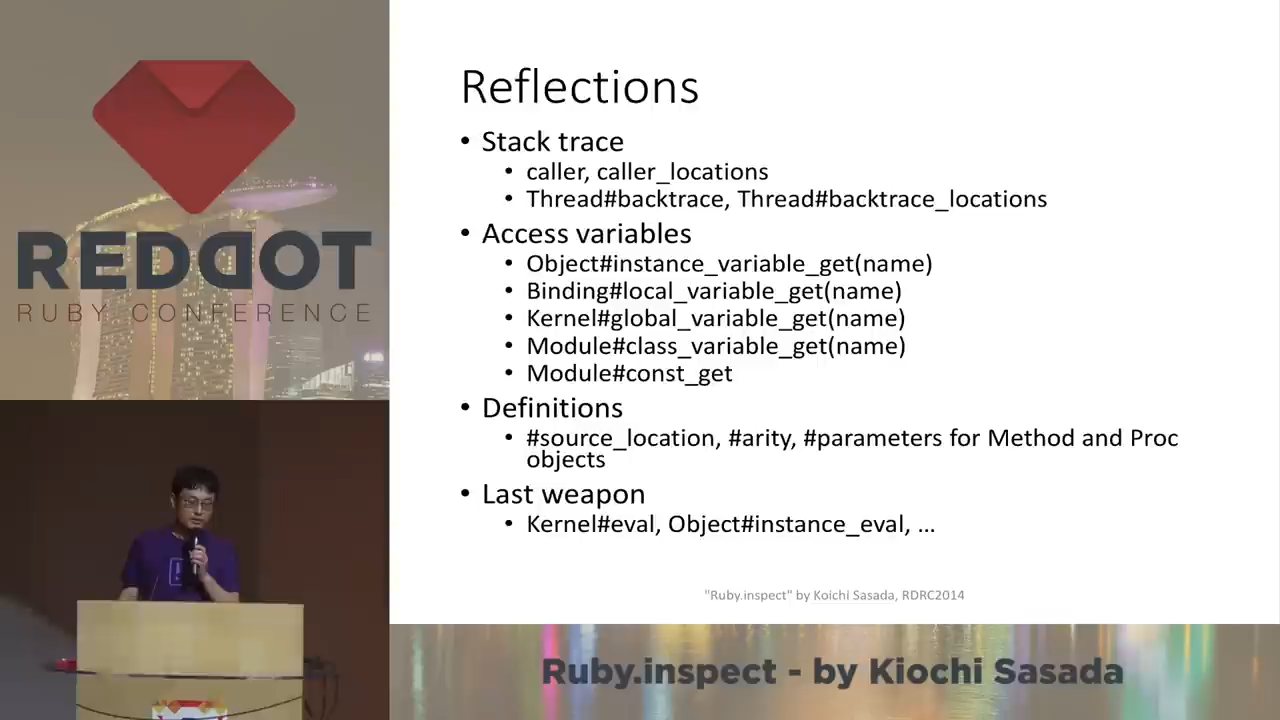 REDDOT
RUBY CONFERENCE
Reflections
• Stack trace
• caller, caller_locations
• Thread#backtrace, Thread#backtrace_locations
• Access variables
• Object#instance_variable_get(name)
• Binding#local_variable_get(name)
• Kernel#global_variable_get(name)
• Module#class_variable_get(name)
• Module#const_get
• Definitions
• #source_location, #arity, #parameters for Method and Proc
objects
• Last weapon
• Kernel#eval, Object#instance_eval, ...
"Ruby.inspect" by Koichi Sasada, RDRC2014
Ruby.inspect - by Kiochi Sasada